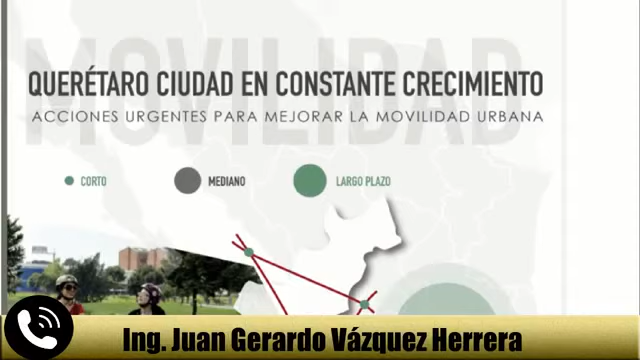 MOVILIDAD
QUERÉTARO CIUDAD EN CONSTANTE CRECIMIENTO
ACCIONES URGENTES PARA MEJORAR LA MOVILIDAD URBANA
CORTO MEDIANO LARGO PLAZO
Ing. Juan Gerardo Vázquez Herrera